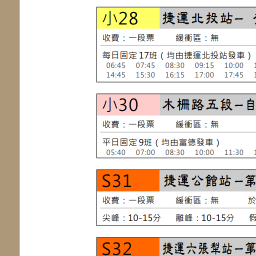 小28 捷運北投站－
收費：一段票 緩衝區：無
每日固定17班（均由捷運北投站發車）
06:45 07:45 08:30 09:15 10:00
14:45 15:30 16:15 17:00 17:45
小30 木柵路五段－自
收費：一段票 緩衝區：無
平日固定9班（均由富德發車）
05:40 07:00 08:30 10:00 11:30
S31 捷運公館站－第
收費：一段票 緩衝區：無 於
尖峰：10-15分 離峰：10-15分 假
S32 捷運六張犁站－第